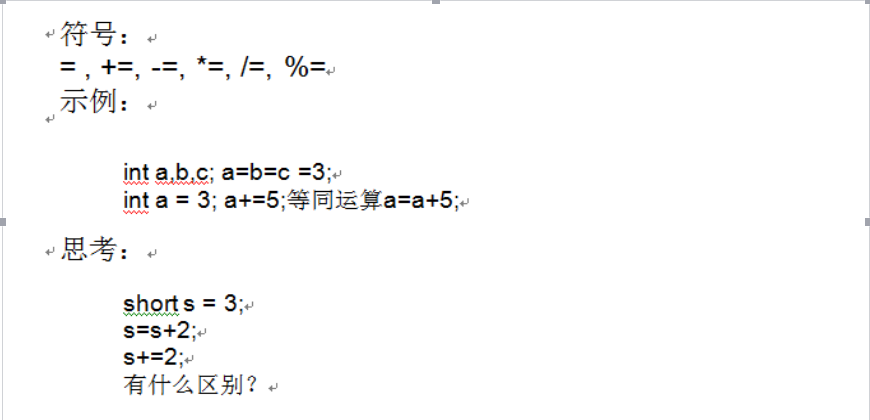 符号：
= , +=, -=, *=, /=, %=
示例：
int a,b,c; a=b=c =3;
int a = 3; a+=5;等同运算a=a+5;
思考：
short s = 3;
s=s+2;
s+=2;
有什么区别？